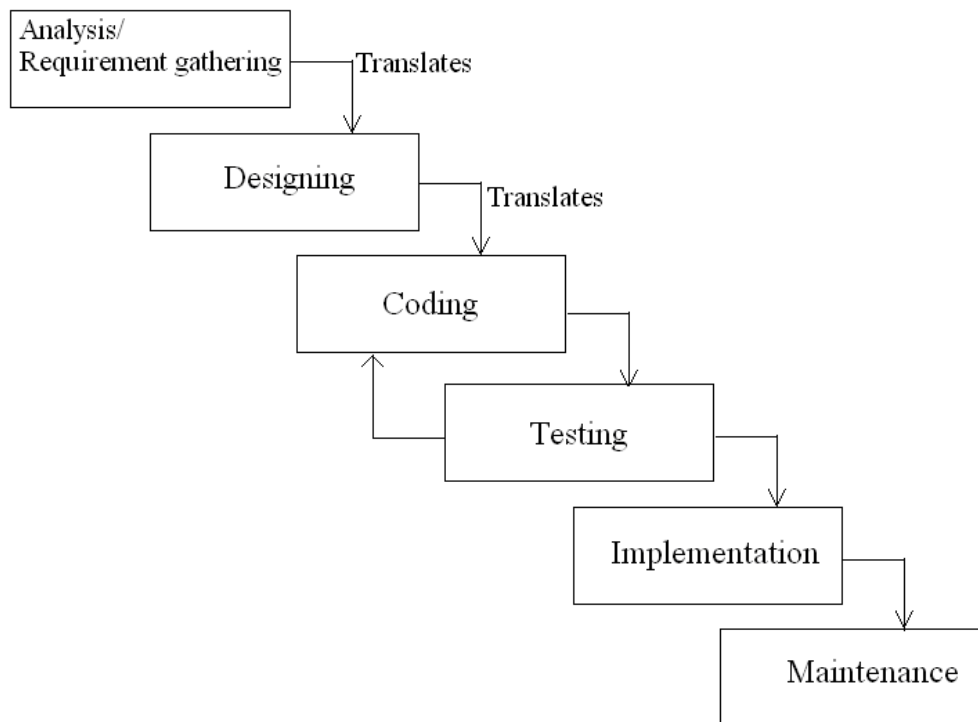 Analysis/
Requirement gathering
Translates
Designing
Translates
Coding
Testing
Implementation
Maintenance